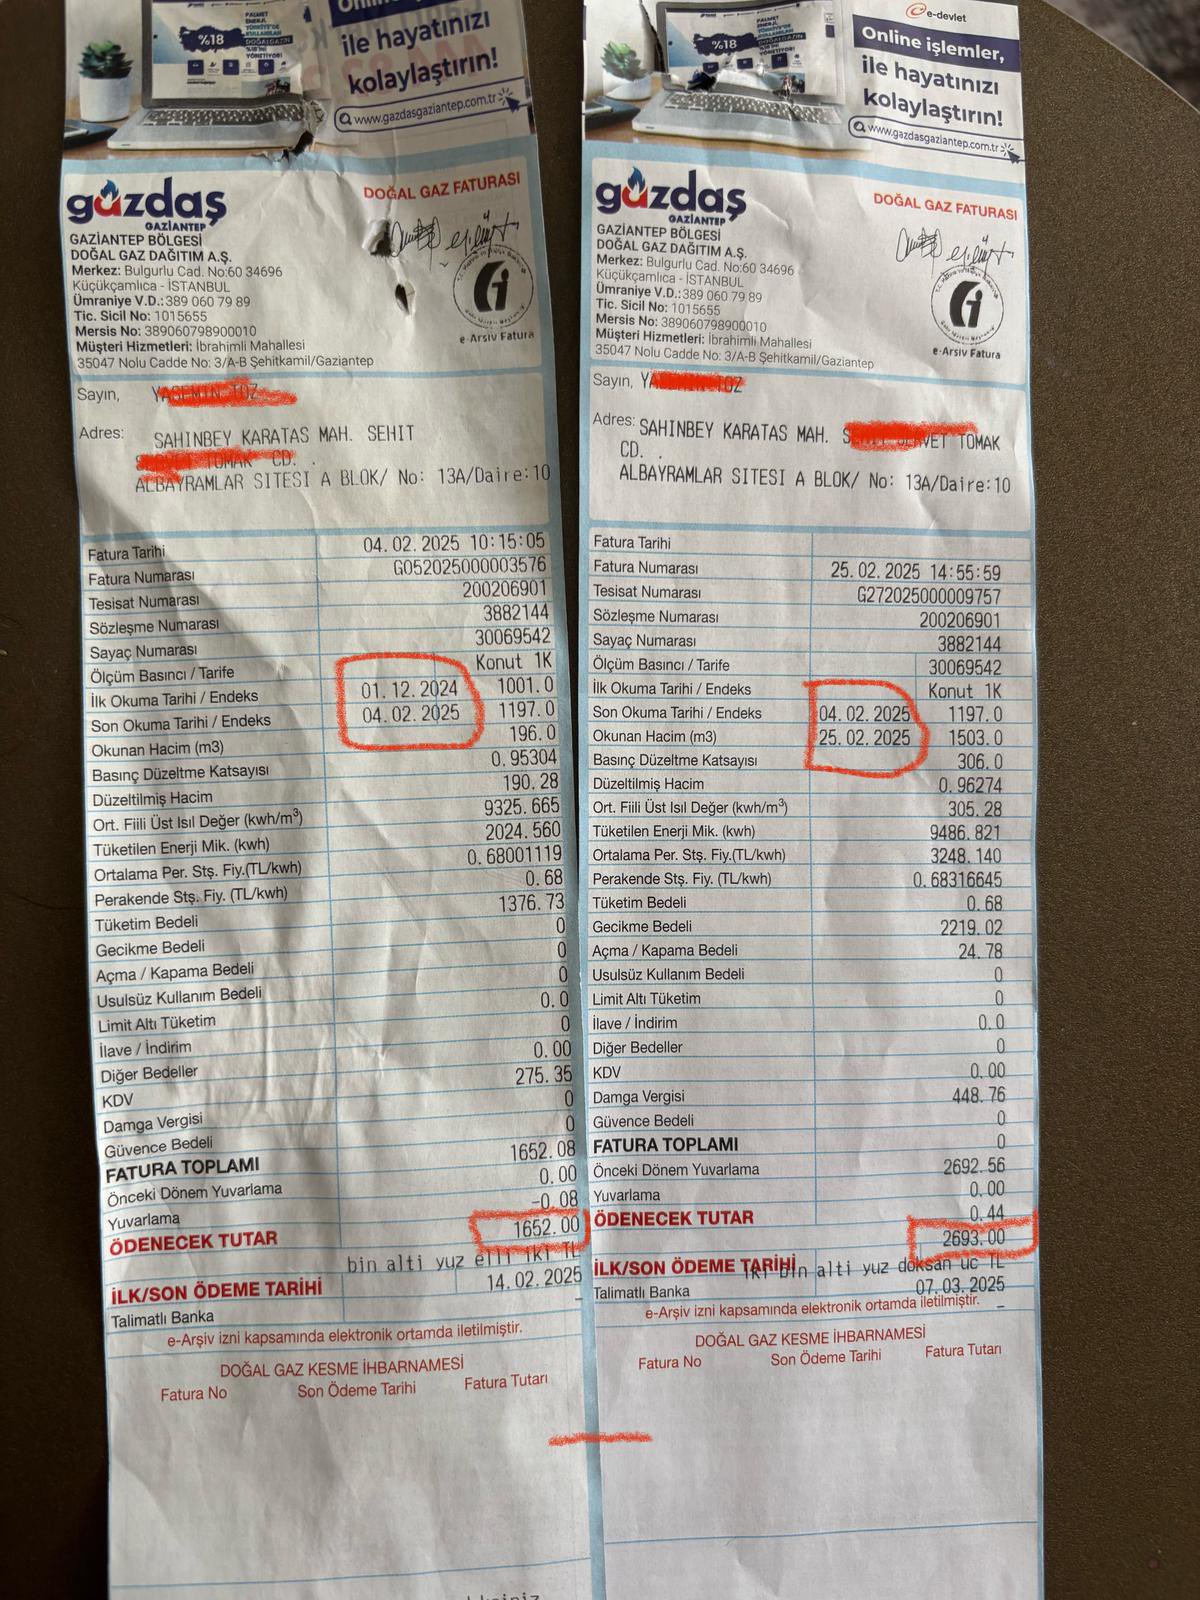 %18
Online
ile hayatınızı
kolaylaştırın!
www.gazdasgaziantep.com.tr
gazdaş
GAZİANTEP
DOĞAL GAZ FATURASI
GAZİANTEP BÖLGESİ
DOĞAL GAZ DAĞITIM A.Ş.
Merkez: Bulgurlu Cad. No:60 34696
Küçükçamlıca - İSTANBUL
Ümraniye V.D.:389 060 79 89
Tic. Sicil No: 1015655
Mersis No: 389060798900010
Müşteri Hizmetleri: İbrahimli Mahallesi
35047 Nolu Cadde No: 3/A-B Şehitkamil/Gaziantep
e-Arşiv Fatura
Sayın,
Adres: SAHINBEY KARATAS MAH. SEHIT
CD. .
ALBAYRAMLAR SITESI A BLOK/ No: 13A/Daire:10
Fatura Tarihi 04.02.2025 10:15:05
Fatura Numarası G052025000003576
Tesisat Numarası 200206901
Sözleşme Numarası 3882144
Sayaç Numarası 30069542
Ölçüm Basıncı / Tarife Konut 1K
İlk Okuma Tarihi / Endeks 01.12.2024 1001.0
Son Okuma Tarihi / Endeks 04.02.2025 1197.0
Okunan Hacim (m3) 196.0
Basınç Düzeltme Katsayısı 0.95304
Düzeltilmiş Hacim 190.28
Ort. Fiili Üst Isıl Değer (kwh/m³) 9325.665
Tüketilen Enerji Mik. (kwh) 2024.560
Ortalama Per. Stş. Fiy.(TL/kwh) 0.68001119
Perakende Stş. Fiy. (TL/kwh) 0.68
Tüketim Bedeli 1376.73
Gecikme Bedeli 0
Açma / Kapama Bedeli 0
Usulsüz Kullanım Bedeli 0
Limit Altı Tüketim 0.0
İlave / İndirim 0
Diğer Bedeller 0.00
KDV 275.35
Damga Vergisi 0
Güvence Bedeli 0
FATURA TOPLAMI 1652.08
Önceki Dönem Yuvarlama 0.00
Yuvarlama -0.08
ÖDENECEK TUTAR 1652.00
bin alti yuz elli iki TL
İLK/SON ÖDEME TARİHİ 14.02.2025
Talimatlı Banka _
e-Arşiv izni kapsamında elektronik ortamda iletilmiştir.
DOĞAL GAZ KESME İHBARNAMESİ
Fatura No Son Ödeme Tarihi Fatura Tutarı
e-devlet
%18
Online işlemler,
ile hayatınızı
kolaylaştırın!
www.gazdasgaziantep.com.tr
gazdaş
GAZİANTEP
DOĞAL GAZ FATURASI
GAZİANTEP BÖLGESİ
DOĞAL GAZ DAĞITIM A.Ş.
Merkez: Bulgurlu Cad. No:60 34696
Küçükçamlıca - İSTANBUL
Ümraniye V.D.:389 060 79 89
Tic. Sicil No: 1015655
Mersis No: 389060798900010
Müşteri Hizmetleri: İbrahimli Mahallesi
35047 Nolu Cadde No: 3/A-B Şehitkamil/Gaziantep
e-Arşiv Fatura
Sayın,
Adres: SAHINBEY KARATAS MAH. TOMAK
CD. .
ALBAYRAMLAR SITESI A BLOK/ No: 13A/Daire:10
Fatura Tarihi
Fatura Numarası 25.02.2025 14:55:59
Tesisat Numarası G272025000009757
Sözleşme Numarası 200206901
Sayaç Numarası 3882144
Ölçüm Basıncı / Tarife 30069542
İlk Okuma Tarihi / Endeks Konut 1K
Son Okuma Tarihi / Endeks 04.02.2025 1197.0
Okunan Hacim (m3) 25.02.2025 1503.0
Basınç Düzeltme Katsayısı 306.0
Düzeltilmiş Hacim 0.96274
Ort. Fiili Üst Isıl Değer (kwh/m³) 305.28
Tüketilen Enerji Mik. (kwh) 9486.821
Ortalama Per. Stş. Fiy.(TL/kwh) 3248.140
Perakende Stş. Fiy. (TL/kwh) 0.68316645
Tüketim Bedeli 0.68
Gecikme Bedeli 2219.02
Açma / Kapama Bedeli 24.78
Usulsüz Kullanım Bedeli 0
Limit Altı Tüketim 0
İlave / İndirim 0.0
Diğer Bedeller 0
KDV 0.00
Damga Vergisi 448.76
Güvence Bedeli 0
FATURA TOPLAMI 0
Önceki Dönem Yuvarlama 2692.56
Yuvarlama 0.00
ÖDENECEK TUTAR 0.44
2693.00
İLK/SON ÖDEME TARİHİ iki bin alti yuz doksan uc TL
Talimatlı Banka 07.03.2025
e-Arşiv izni kapsamında elektronik ortamda iletilmiştir. _
DOĞAL GAZ KESME İHBARNAMESİ
Fatura No Son Ödeme Tarihi Fatura Tutarı